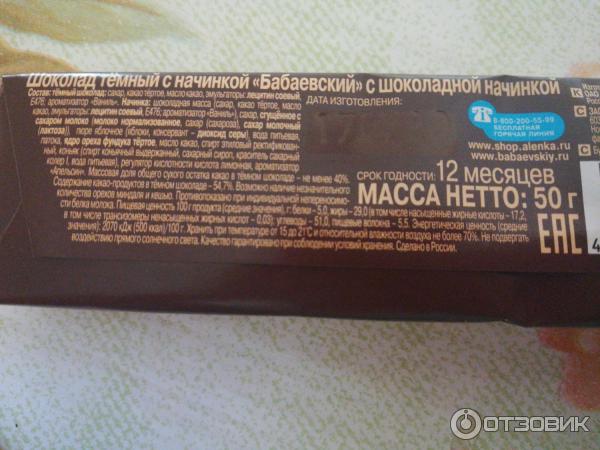 Шоколад тёмный с начинкой «Бабаевский» с шоколадной начинкой
Состав: тёмный шоколад: сахар, какао тёртое, масло какао, эмульгаторы: лецитин соевый,
Е476; ароматизатор «Ваниль». Начинка: шоколадная масса (сахар, какао тёртое, масло
какао, эмульгаторы: лецитин соевый, Е476; ароматизатор «Ваниль»), сахар, сгущённое с
сахаром молоко (молоко нормализованное, сахар (сахароза), сахар молочный
(лактоза)), пюре яблочное (яблоки, консервант – диоксид серы), вода питьевая,
патока, ядро ореха фундука тёртое, масло какао, спирт этиловый ректификован-
ный, коньяк (спирт коньячный выдержанный, сахарный сироп, краситель сахарный
колер I, вода питьевая), регулятор кислотности лимонная, ароматизатор
«Апельсин». Массовая доля общего сухого остатка какао в тёмном шоколаде – не менее 40%.
Содержание какао-продуктов в тёмном шоколаде – 54,7%. Возможно наличие незначительного
количества орехов миндаля и кешью. Противопоказано при индивидуальной непереносимо-
сти белка молока. Пищевая ценность 100 г продукта (средние значения), г: белки – 5,0; жиры – 29,0 (в том числе насыщенные жирные кислоты – 17,2,
в том числе трансизомеры ненасыщенных жирных кислот – 0,03); углеводы – 51,0, пищевые волокна – 5,5. Энергетическая ценность (средние
значения): 2070 кДж (500 ккал)/100 г. Хранить при температуре от 15 до 21°С и относительной влажности воздуха не более 70%. Не подвергать
воздействию прямого солнечного света. Качество гарантировано при соблюдении условий хранения. Сделано в России.
ДАТА ИЗГОТОВЛЕНИЯ:
8-800-200-55-99
БЕСПЛАТНАЯ
ГОРЯЧАЯ ЛИНИЯ
www.shop.alenka.ru
www.babaevskiy.ru
СРОК ГОДНОСТИ: 12 месяцев
МАССА НЕТТО: 50 г
EAC
ЗАО
ОТЗОВИК